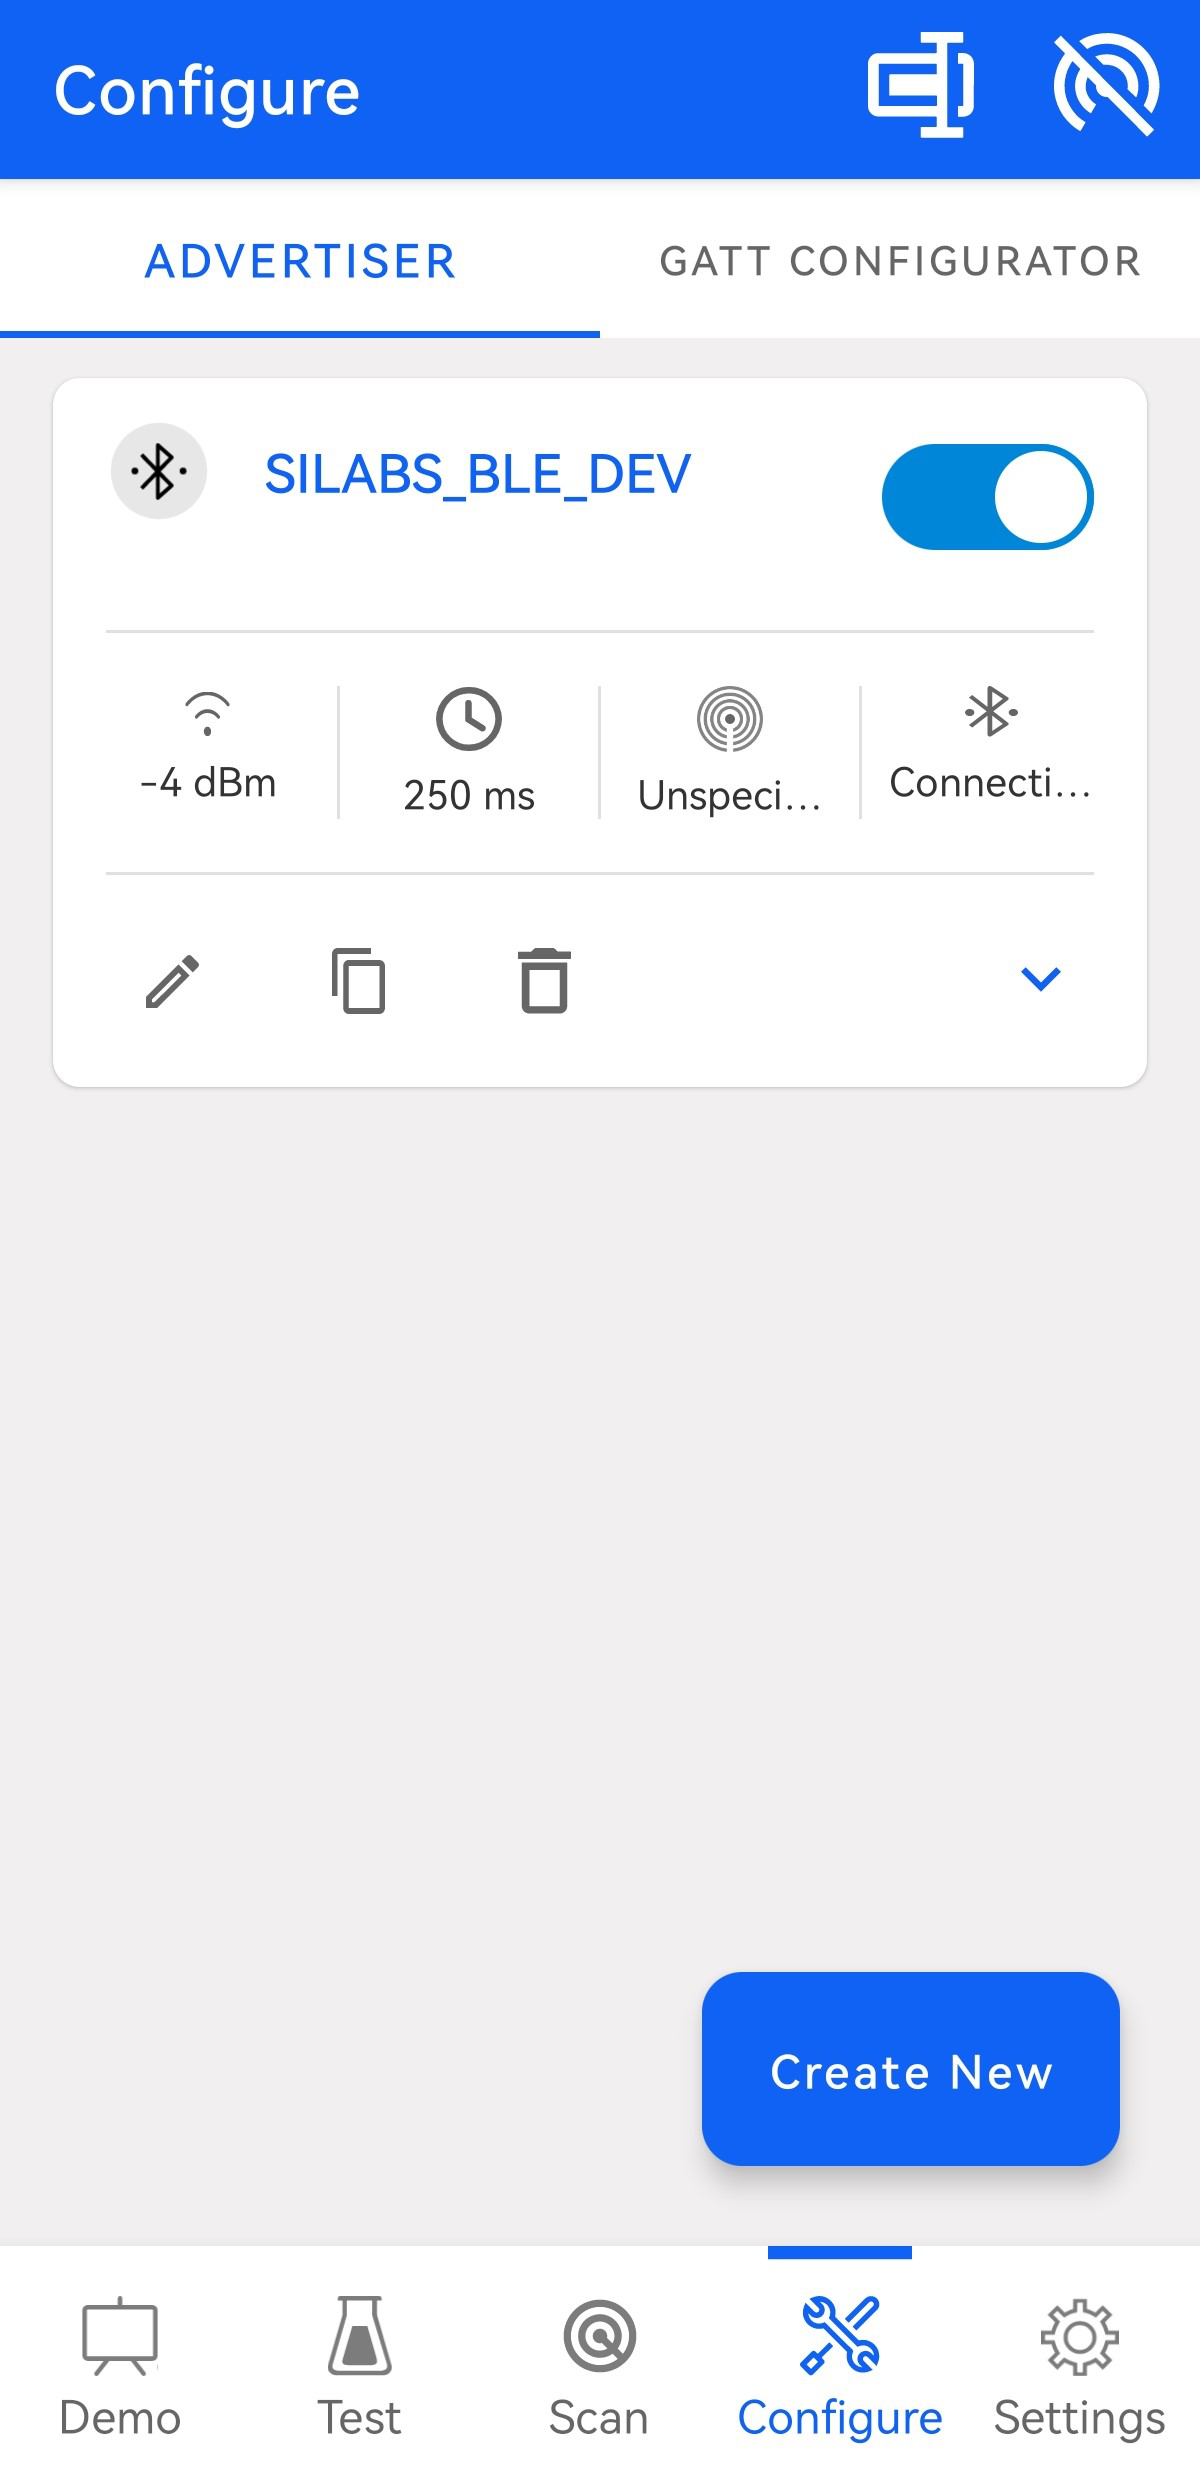 Configure
ADVERTISER
GATT CONFIGURATOR
SILABS_BLE_DEV
-4 dBm
250 ms
Unspeci...
Connecti...
Create New
Demo
Test
Scan
Configure
Settings